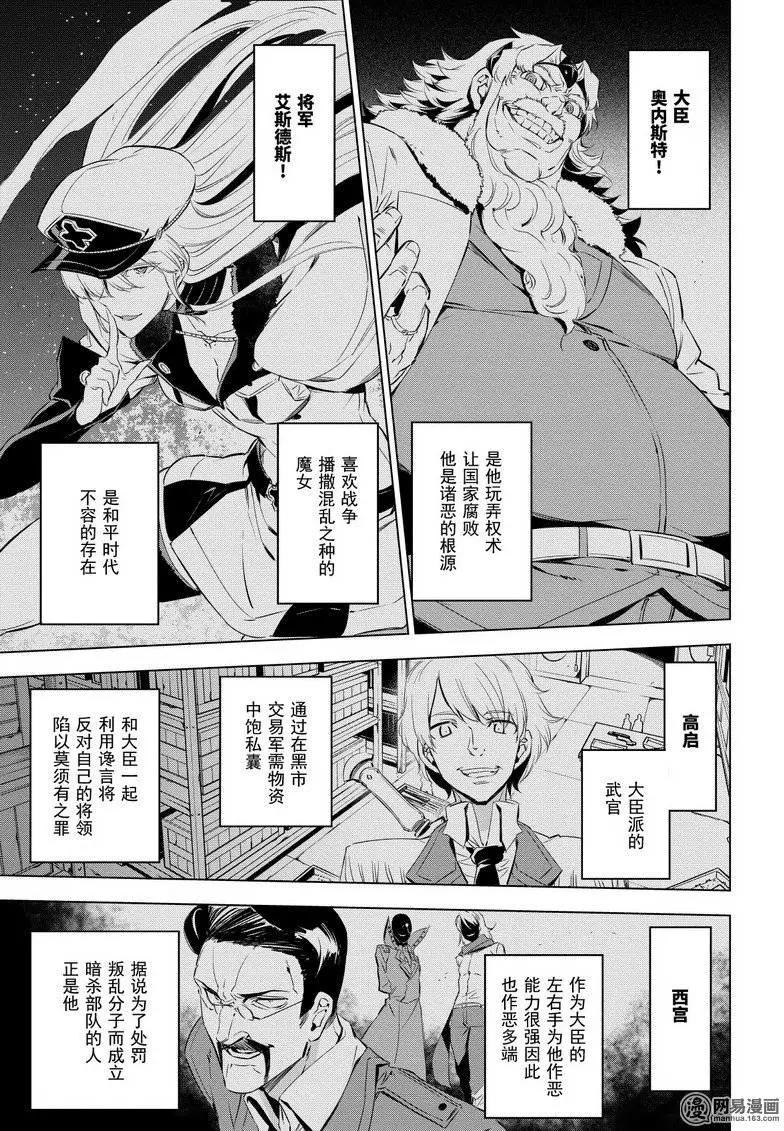 大臣
奥内斯特！
是他玩弄权术
让国家腐败
他是诸恶的根源
将军
艾斯德斯！
喜欢战争
播撒混乱之种的
魔女
是和平时代
不容的存在
高启
大臣派的
武官
通过在黑市
交易军需物资
中饱私囊
和大臣一起
利用谗言将
反对自己的将领
陷以莫须有之罪
西宫
作为大臣的
左右手为他作恶
能力很强因此
也作恶多端
据说为了处罚
叛乱分子而成立
暗杀部队的人
正是他
漫 网易漫画
manhua.163.com